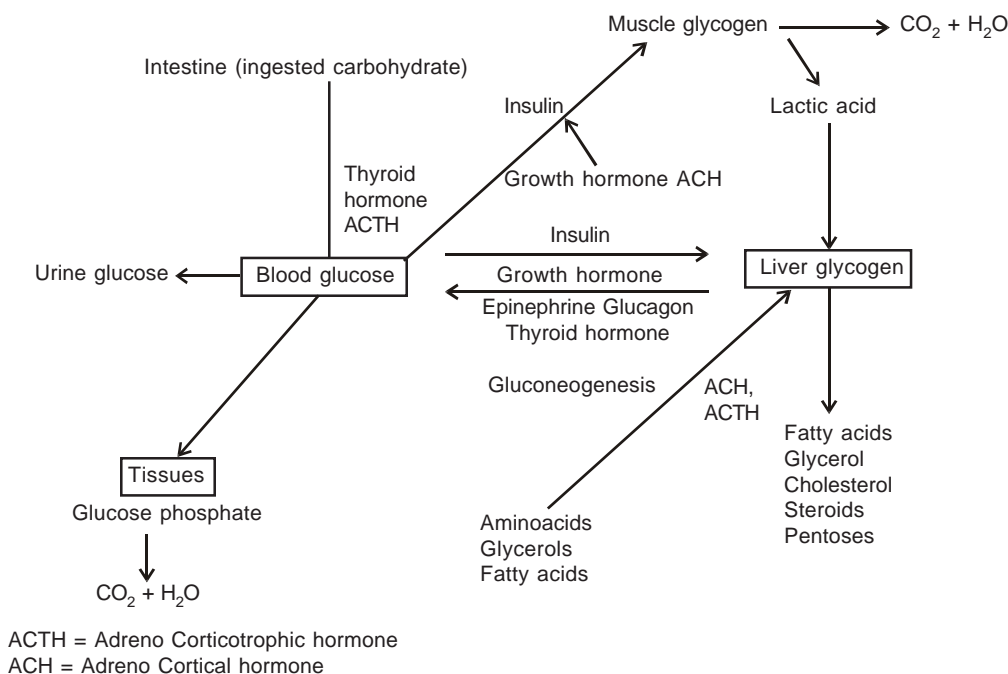 Muscle glycogen
CO2 + H2O
Intestine (ingested carbohydrate)
Insulin
Lactic acid
Thyroid
hormone
ACTH
Growth hormone ACH
Insulin
Urine glucose
Blood glucose
Growth hormone
Liver glycogen
Epinephrine Glucagon
Thyroid hormone
Gluconeogenesis
ACH,
ACTH
Fatty acids
Glycerol
Cholesterol
Steroids
Pentoses
Tissues
Glucose phosphate
Aminoacids
Glycerols
Fatty acids
CO2 + H2O
ACTH = Adreno Corticotrophic hormone
ACH = Adreno Cortical hormone